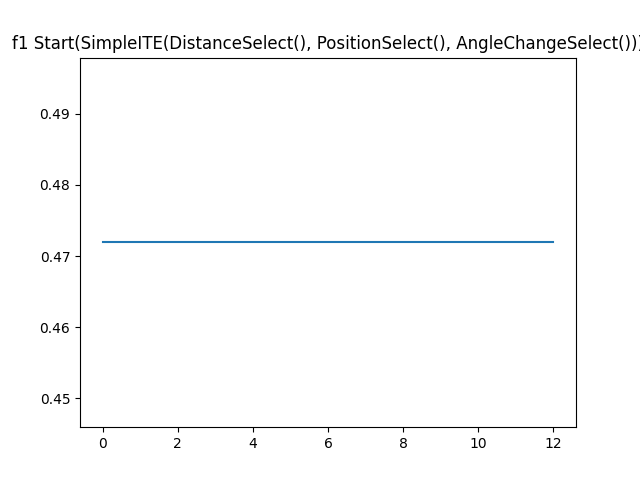 f1 Start(SimpleITE(DistanceSelect(), PositionSelect(), AngleChangeSelect()))
0.49
0.48
0.47
0.46
0.45
0 2 4 6 8 10 12